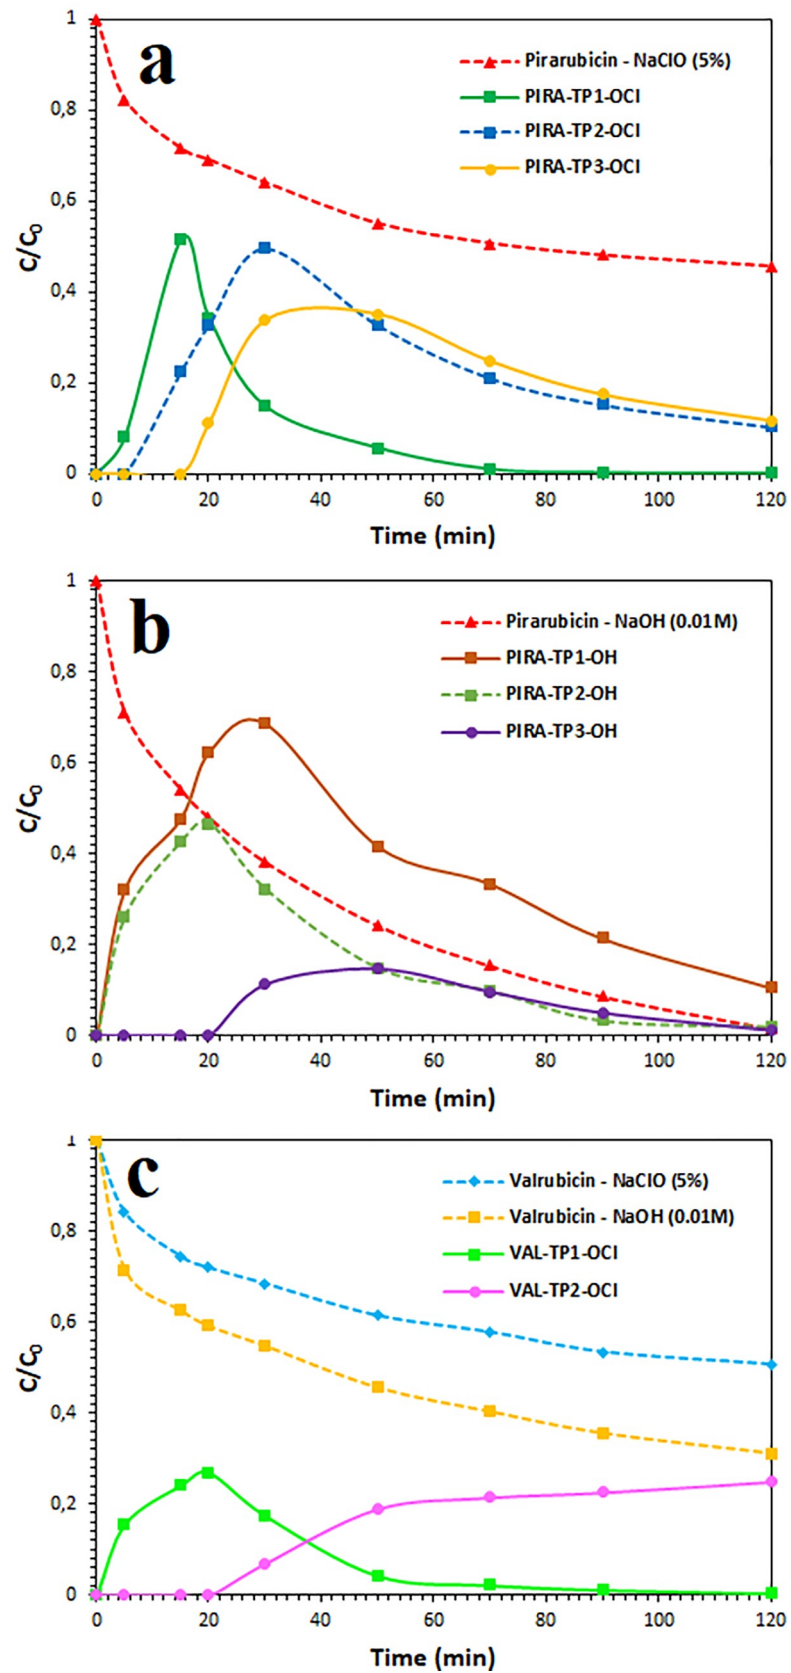 a
Pirarubicin - NaClO (5%)
PIRA-TP1-OCl
PIRA-TP2-OCl
PIRA-TP3-OCl
1
0,8
0,6
0,4
0,2
0
C/C₀
0 20 40 60 80 100 120
Time (min)
b
Pirarubicin - NaOH (0.01M)
PIRA-TP1-OH
PIRA-TP2-OH
PIRA-TP3-OH
1
0,8
0,6
0,4
0,2
0
C/C₀
0 20 40 60 80 100 120
Time (min)
c
Valrubicin - NaClO (5%)
Valrubicin - NaOH (0.01M)
VAL-TP1-OCl
VAL-TP2-OCl
1
0,8
0,6
0,4
0,2
0
C/C₀
0 20 40 60 80 100 120
Time (min)